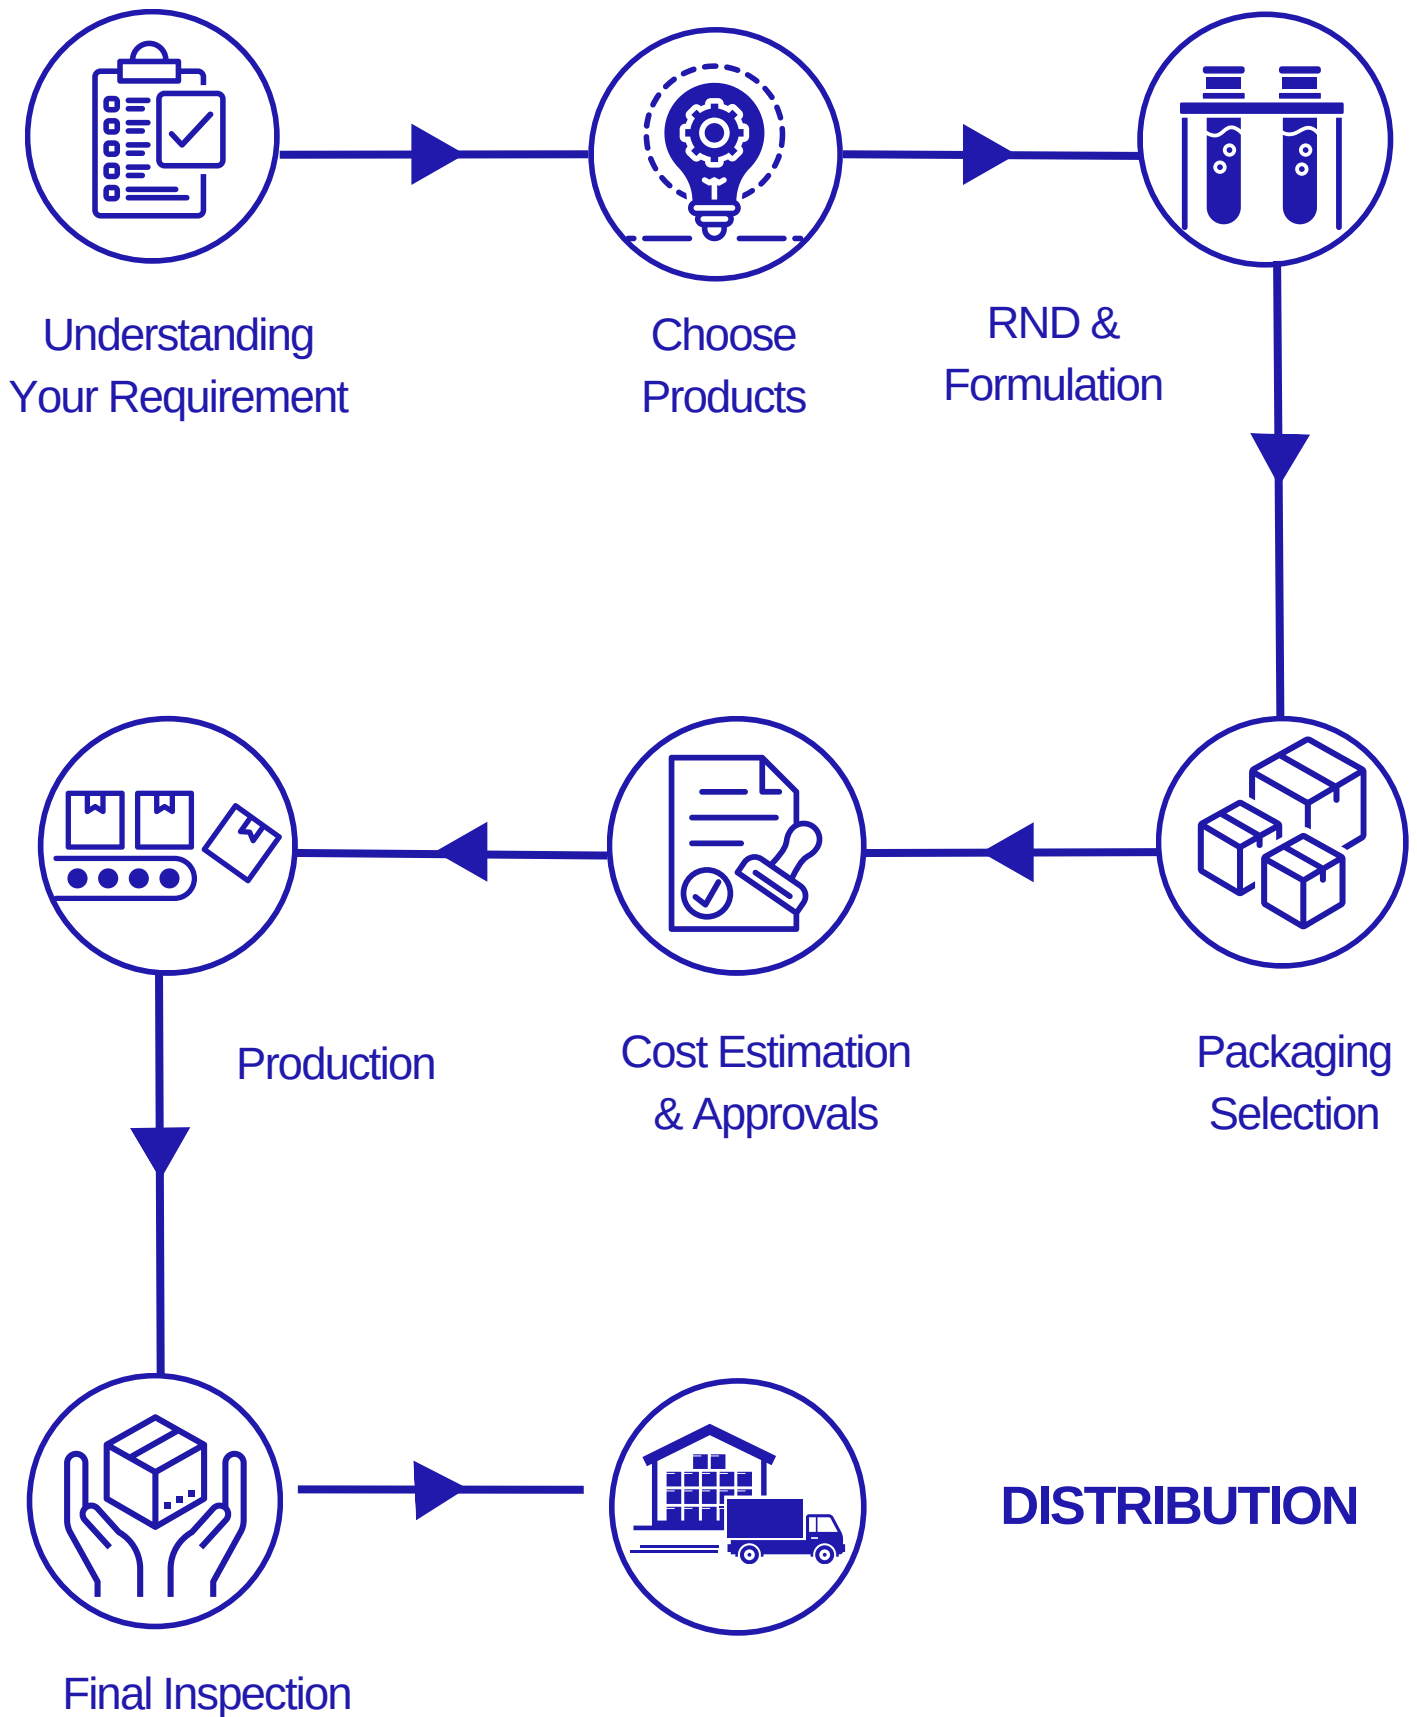 Understanding
Your Requirement
Choose
Products
RND &
Formulation
Production
Cost Estimation
& Approvals
Packaging
Selection
DISTRIBUTION
Final Inspection